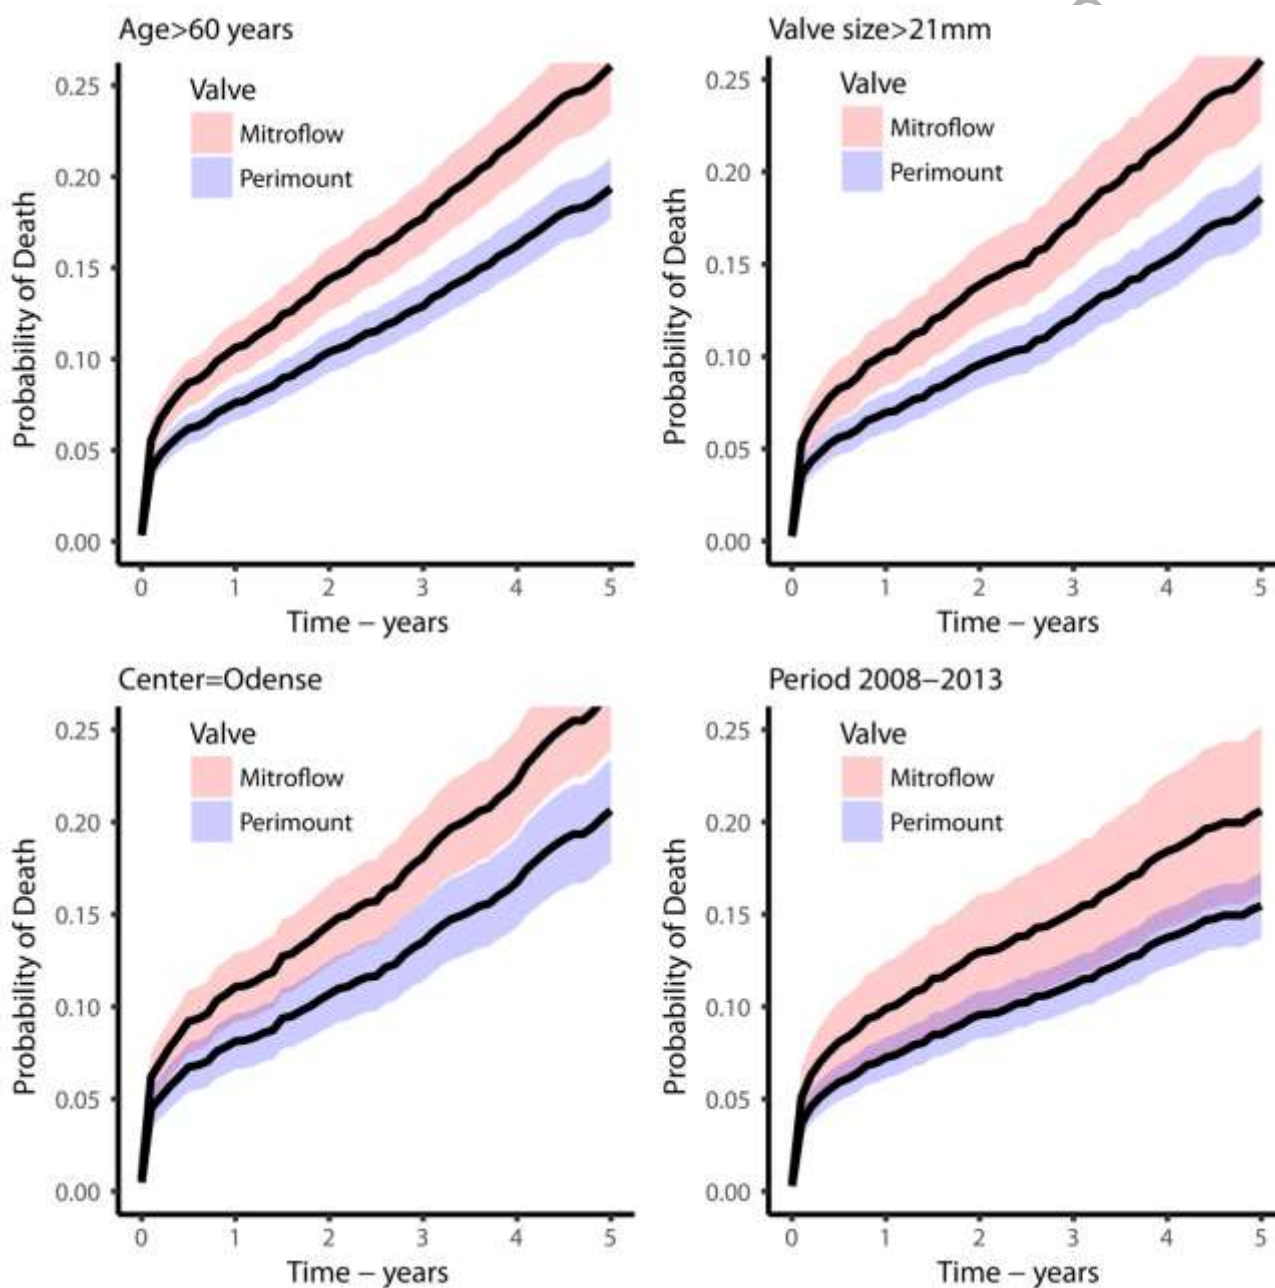 Age>60 years
Valve
Mitroflow
Perimount
0.25
0.20
0.15
0.10
0.05
0.00
Probability of Death
0 1 2 3 4 5
Time – years
Valve size>21mm
Valve
Mitroflow
Perimount
0.25
0.20
0.15
0.10
0.05
0.00
Probability of Death
0 1 2 3 4 5
Time – years
Center=Odense
Valve
Mitroflow
Perimount
0.25
0.20
0.15
0.10
0.05
0.00
Probability of Death
0 1 2 3 4 5
Time – years
Period 2008–2013
Valve
Mitroflow
Perimount
0.25
0.20
0.15
0.10
0.05
0.00
Probability of Death
0 1 2 3 4 5
Time – years